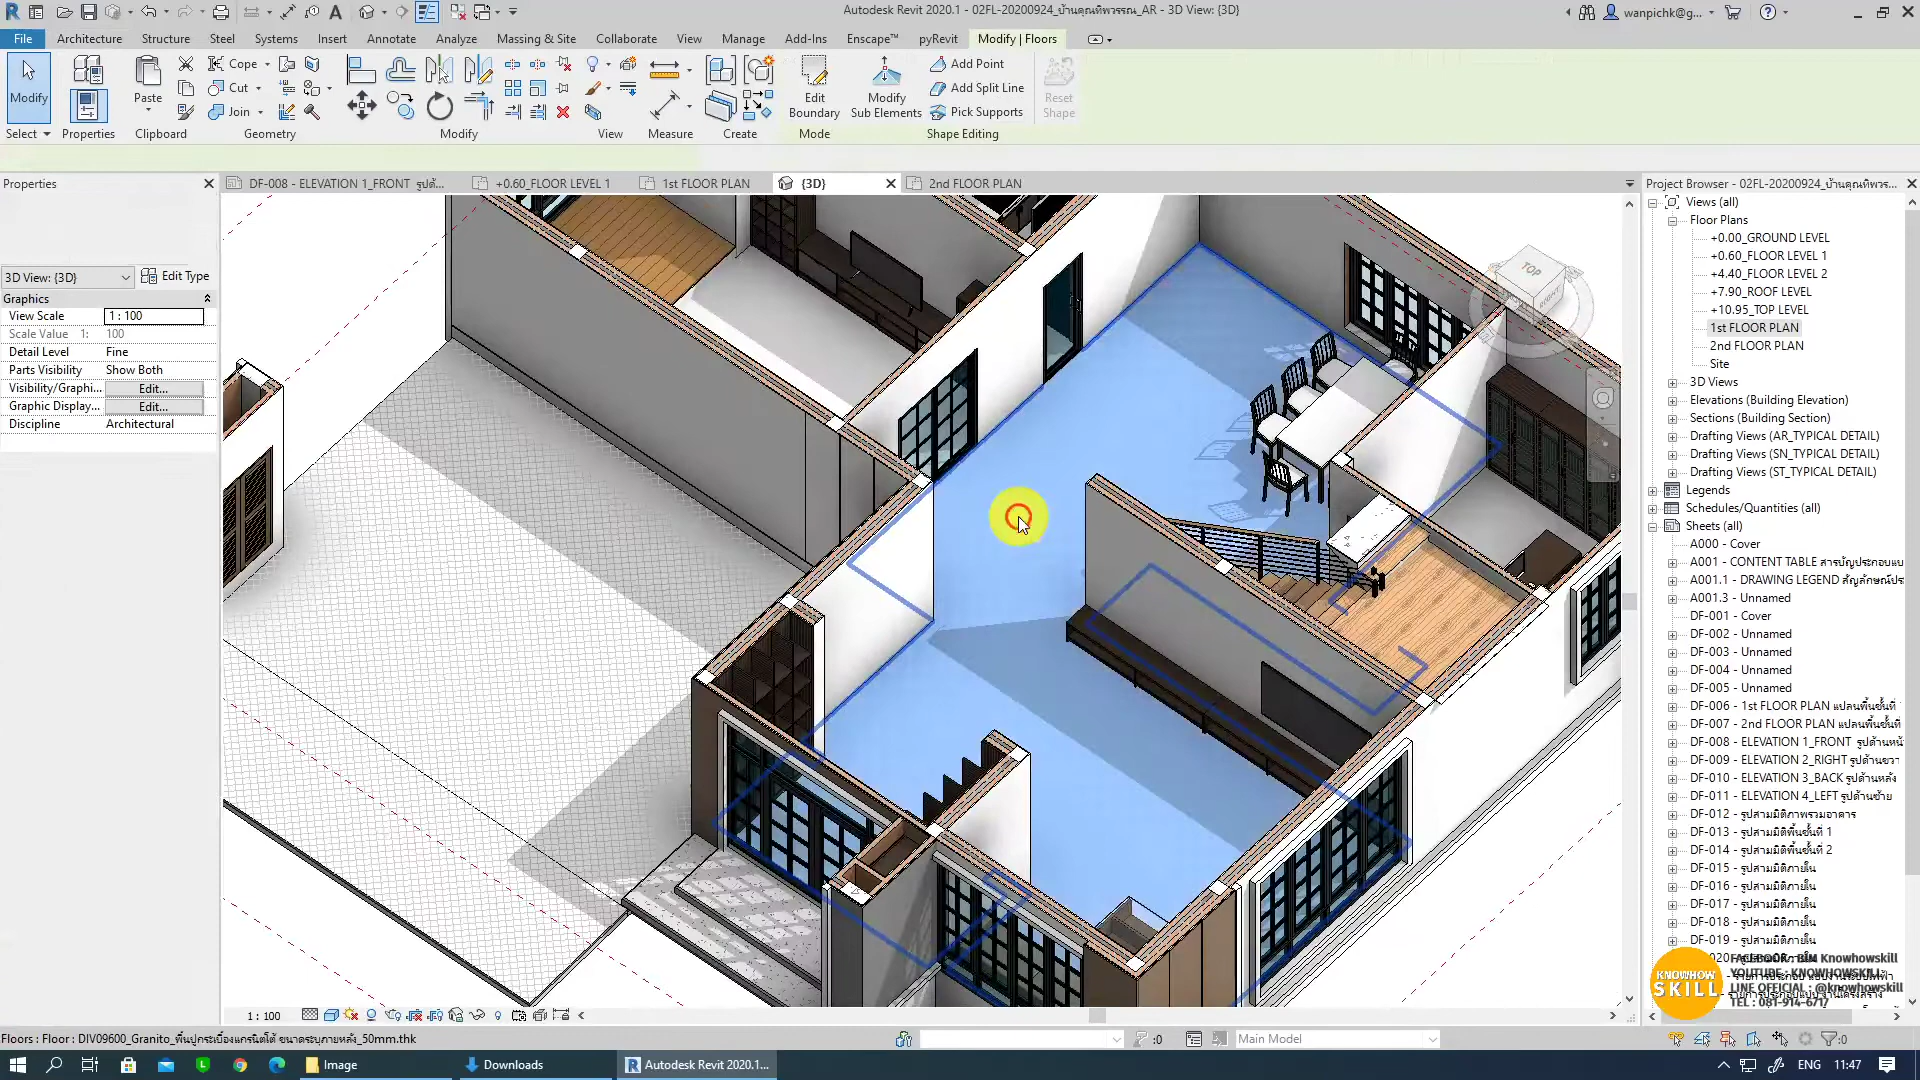 Autodesk Revit 2020.1 - 02FL-20200924_บ้านคุณทิพวรรณ_AR - 3D View: {3D}
wanpichk@g...
File Architecture Structure Steel Systems Insert Annotate Analyze Massing & Site Collaborate View Manage Add-Ins Enscape™ pyRevit Modify | Floors
Modify
Paste
Cope
Cut
Join
Edit Boundary
Modify Sub Elements
Add Point
Add Split Line
Pick Supports
Reset Shape
Select Properties Clipboard Geometry Modify View Measure Create Mode Shape Editing
Properties
DF-008 - ELEVATION 1_FRONT รูปด้...
+0.60_FLOOR LEVEL 1
1st FLOOR PLAN
{3D}
2nd FLOOR PLAN
Project Browser - 02FL-20200924_บ้านคุณทิพวร...
3D View: {3D}
Edit Type
Graphics
View Scale 1 : 100
Scale Value 1: 100
Detail Level Fine
Parts Visibility Show Both
Visibility/Graphi... Edit...
Graphic Display... Edit...
Discipline Architectural
TOP
RIGHT
Views (all)
Floor Plans
+0.00_GROUND LEVEL
+0.60_FLOOR LEVEL 1
+4.40_FLOOR LEVEL 2
+7.90_ROOF LEVEL
+10.95_TOP LEVEL
1st FLOOR PLAN
2nd FLOOR PLAN
Site
3D Views
Elevations (Building Elevation)
Sections (Building Section)
Drafting Views (AR_TYPICAL DETAIL)
Drafting Views (SN_TYPICAL DETAIL)
Drafting Views (ST_TYPICAL DETAIL)
Legends
Schedules/Quantities (all)
Sheets (all)
A000 - Cover
A001 - CONTENT TABLE สารบัญประกอบแบ
A001.1 - DRAWING LEGEND สัญลักษณ์ประ
A001.3 - Unnamed
DF-001 - Cover
DF-002 - Unnamed
DF-003 - Unnamed
DF-004 - Unnamed
DF-005 - Unnamed
DF-006 - 1st FLOOR PLAN แปลนพื้นชั้นที่
DF-007 - 2nd FLOOR PLAN แปลนพื้นชั้นที่
DF-008 - ELEVATION 1_FRONT รูปด้านหน้
DF-009 - ELEVATION 2_RIGHT รูปด้านขวา
DF-010 - ELEVATION 3_BACK รูปด้านหลัง
DF-011 - ELEVATION 4_LEFT รูปด้านซ้าย
DF-012 - รูปสามมิติภาพรวมอาคาร
DF-013 - รูปสามมิติพื้นชั้นที่ 1
DF-014 - รูปสามมิติพื้นชั้นที่ 2
DF-015 - รูปสามมิติภายใน
DF-016 - รูปสามมิติภายใน
DF-017 - รูปสามมิติภายใน
DF-018 - รูปสามมิติภายใน
DF-019 - รูปสามมิติภายใน
KNOWHOW SKILL
FACEBOOK : BIM Knowhowskill
YOUTUBE : KNOWHOWSKILL
LINE OFFICIAL : @knowhowskill
TEL : 081-914-6717
1 : 100
Floors : Floor : DIV09600_Granito_พื้นปูกระเบื้องแกรนิตโต้ ขนาดระบุภายหลัง_50mm.thk
:0
Main Model
:0
Image
Downloads
Autodesk Revit 2020.1...
ENG
11:47